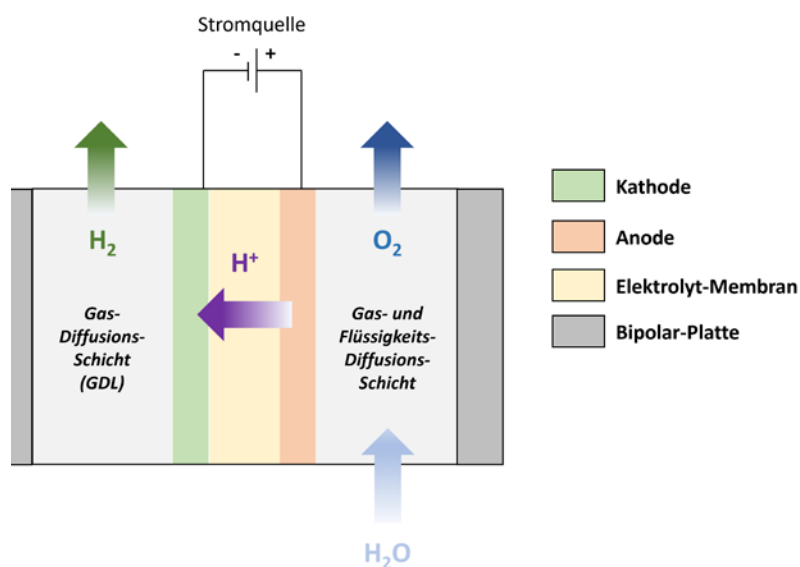 Stromquelle
- +
H₂
H⁺
O₂
Gas-
Diffusions-
Schicht
(GDL)
Gas- und
Flüssigkeits-
Diffusions-
Schicht
H₂O
Kathode
Anode
Elektrolyt-Membran
Bipolar-Platte